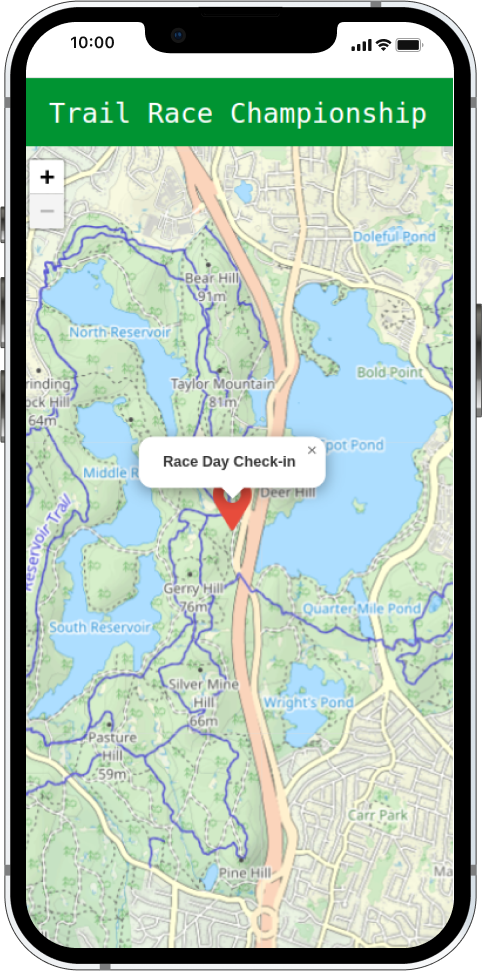 10:00
Trail Race Championship
+
−
Doleful Pond
Bear Hill
91m
North Reservoir
Bold Point
rinding
ock Hill
64m
Taylor Mountain
81m
pot Pond
×
Race Day Check-in
Middle R
Deer Hill
Reservoir Trail
Gerry Hill
76m
Quarter Mile Pond
South Reservoir
Silver Mine
Hill
66m
Wright's Pond
Pasture
Hill
59m
Carr Park
Pine Hill
Ma